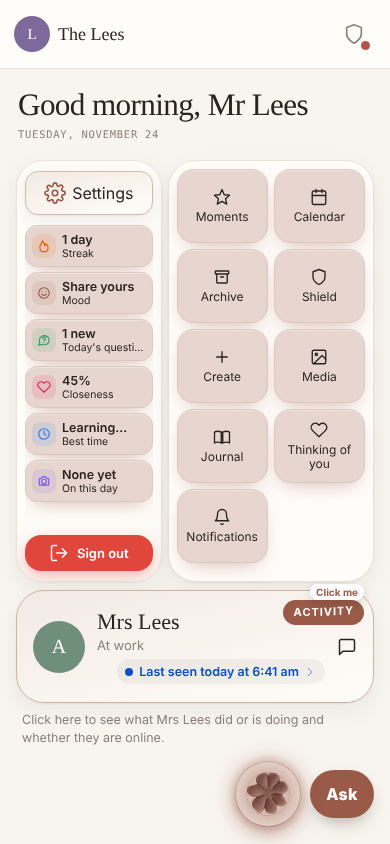 L
The Lees
Good morning, Mr Lees
TUESDAY, NOVEMBER 24
Settings
1 day
Streak
Share yours
Mood
1 new
Today's questi...
45%
Closeness
Learning...
Best time
None yet
On this day
Sign out
Moments
Calendar
Archive
Shield
Create
Media
Journal
Thinking of
you
Notifications
Click me
ACTIVITY
A
Mrs Lees
At work
Last seen today at 6:41 am
Click here to see what Mrs Lees did or is doing and
whether they are online.
Ask